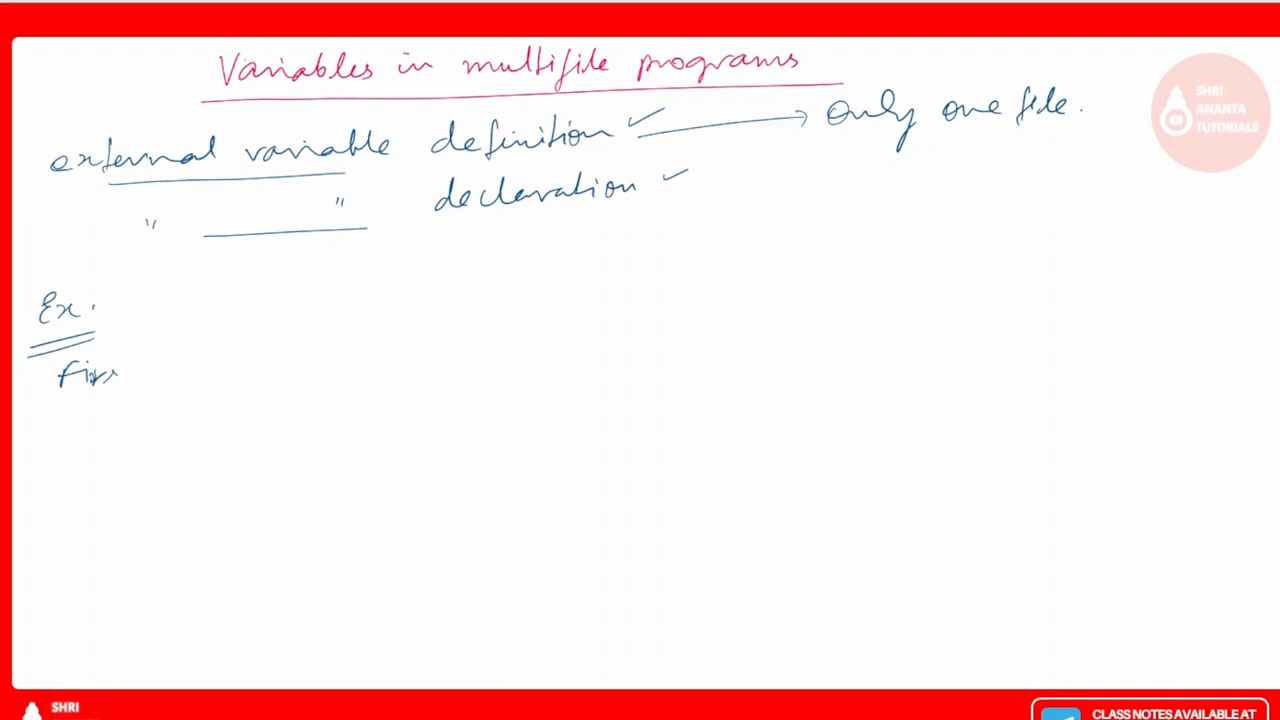 Variables in multifile programs
external variable definition ✓ → Only one file.
" " declaration ✓
Ex.
SHRI
ANANTA
TUTORIALS
SHRI
CLASS NOTES AVAILABLE AT